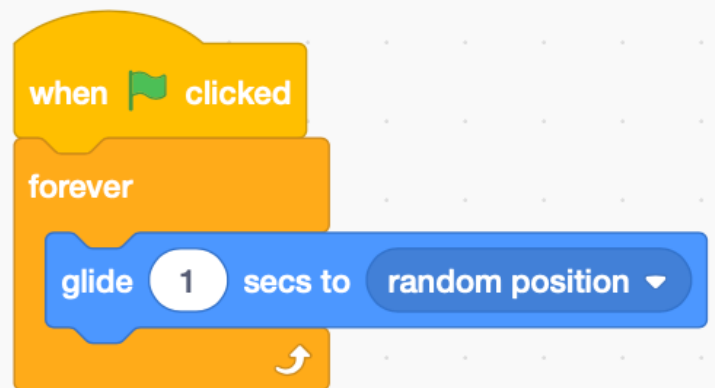 when clicked
forever
glide 1 secs to random position